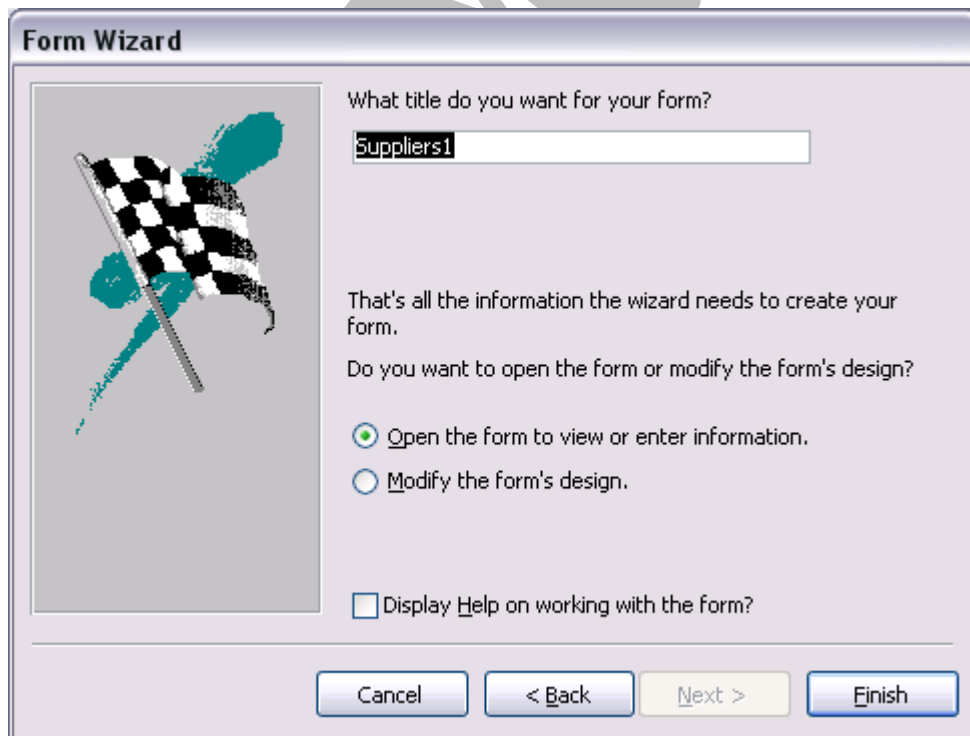 Form Wizard
What title do you want for your form?
Suppliers1
That's all the information the wizard needs to create your
form.
Do you want to open the form or modify the form's design?
Open the form to view or enter information.
Modify the form's design.
Display Help on working with the form?
Cancel
< Back
Next >
Finish